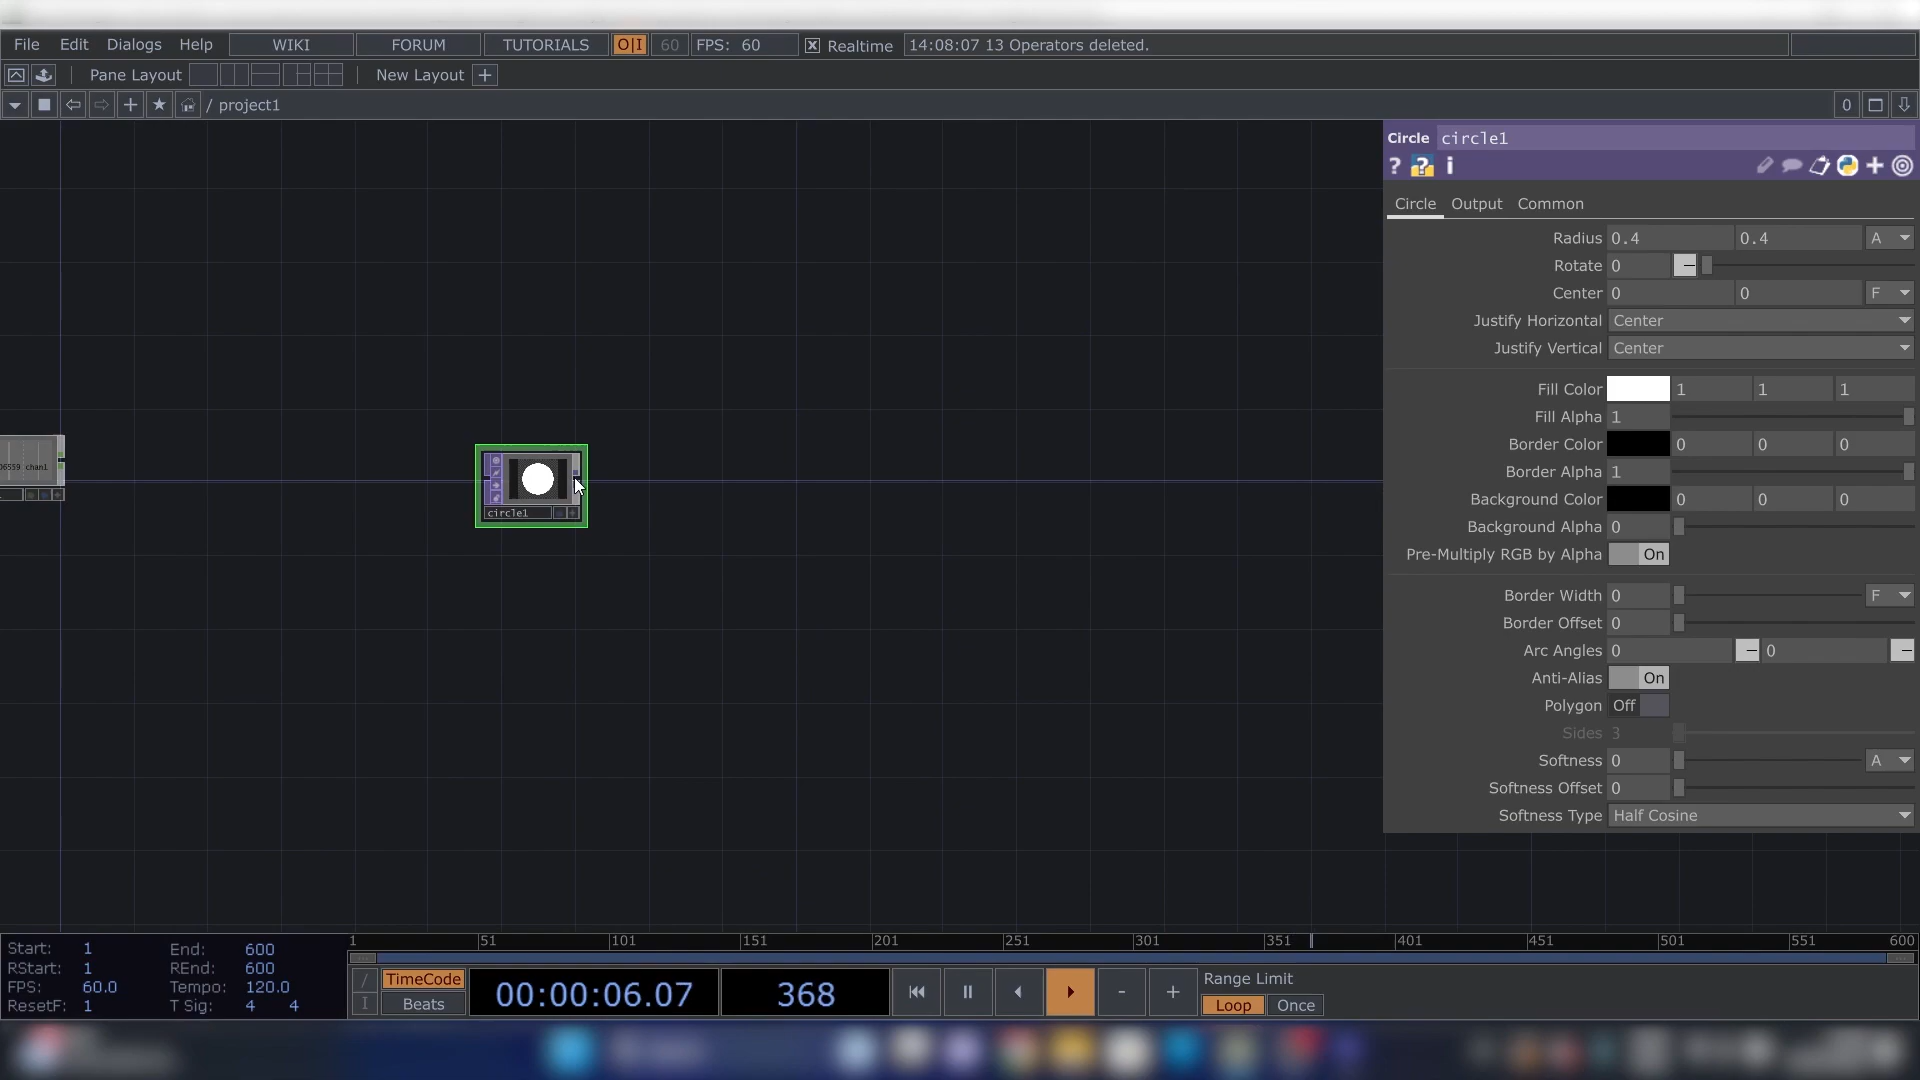 File Edit Dialogs Help WIKI FORUM TUTORIALS O|I 60 FPS: 60 Realtime 14:08:07 13 Operators deleted.
Pane Layout New Layout +
/ project1 0
Circle circle1
? ? i
Circle Output Common
Radius 0.4 0.4 A
Rotate 0
Center 0 0 F
Justify Horizontal Center
Justify Vertical Center
Fill Color 1 1 1
Fill Alpha 1
Border Color 0 0 0
Border Alpha 1
Background Color 0 0 0
Background Alpha 0
Pre-Multiply RGB by Alpha On
Border Width 0 F
Border Offset 0
Arc Angles 0 0
Anti-Alias On
Polygon Off
Sides 3
Softness 0 A
Softness Offset 0
Softness Type Half Cosine
06559 chan1
circle1
1 51 101 151 201 251 301 351 401 451 501 551 600
Start: 1 End: 600
RStart: 1 REnd: 600
FPS: 60.0 Tempo: 120.0
ResetF: 1 T Sig: 4 4
TimeCode
Beats
00:00:06.07 368
- +
Range Limit
Loop Once